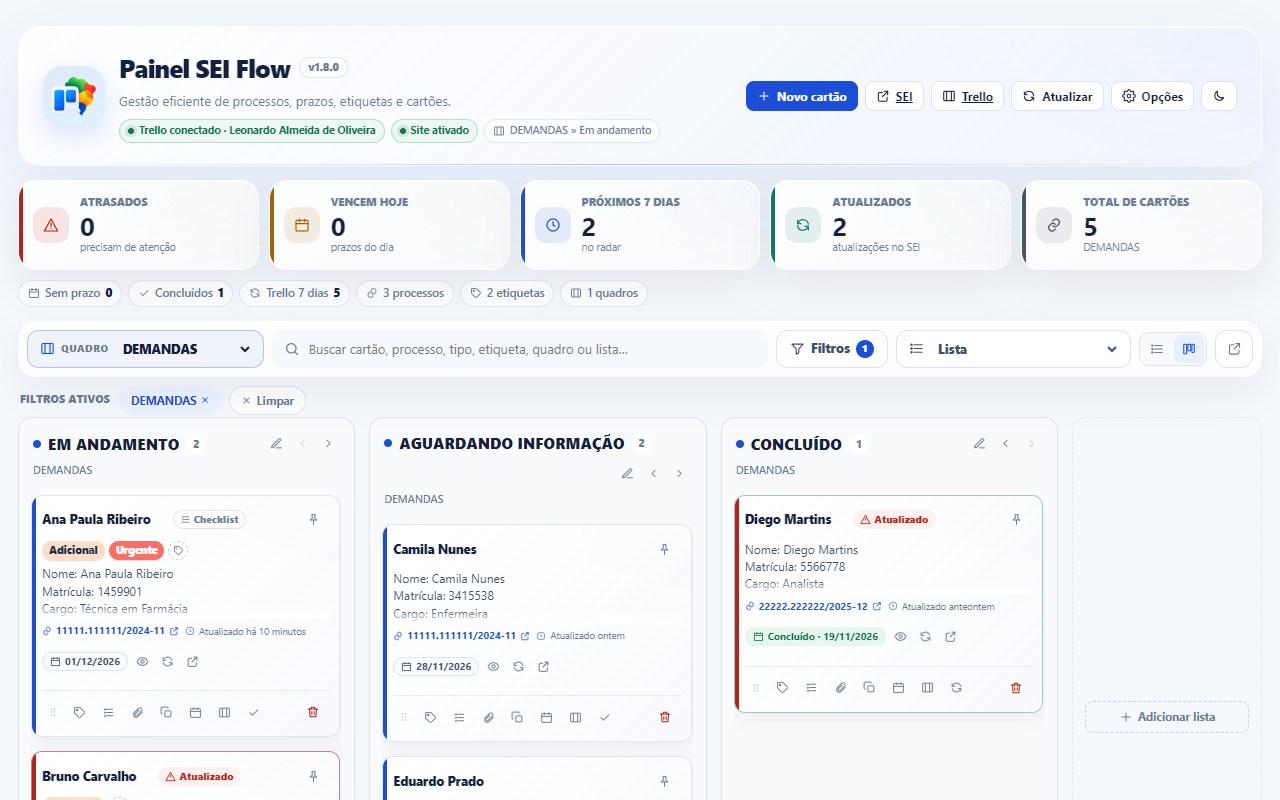 Painel SEI Flow v1.8.0
Gestão eficiente de processos, prazos, etiquetas e cartões.
Trello conectado · Leonardo Almeida de Oliveira
Site ativado
DEMANDAS » Em andamento
Novo cartão
SEI
Trello
Atualizar
Opções
ATRASADOS
0
precisam de atenção
VENCEM HOJE
0
prazos do dia
PRÓXIMOS 7 DIAS
2
no radar
ATUALIZADOS
2
atualizações no SEI
TOTAL DE CARTÕES
5
DEMANDAS
Sem prazo 0
Concluídos 1
Trello 7 dias 5
3 processos
2 etiquetas
1 quadros
QUADRO DEMANDAS
Buscar cartão, processo, tipo, etiqueta, quadro ou lista...
Filtros 1
Lista
FILTROS ATIVOS
DEMANDAS ×
× Limpar
EM ANDAMENTO 2
DEMANDAS
Ana Paula Ribeiro
Checklist
Adicional
Urgente
Nome: Ana Paula Ribeiro
Matrícula: 1459901
Cargo: Técnica em Farmácia
11111.111111/2024-11
Atualizado há 10 minutos
01/12/2026
Bruno Carvalho
Atualizado
AGUARDANDO INFORMAÇÃO 2
DEMANDAS
Camila Nunes
Nome: Camila Nunes
Matrícula: 3415538
Cargo: Enfermeira
11111.111111/2024-11
Atualizado ontem
28/11/2026
Eduardo Prado
CONCLUÍDO 1
DEMANDAS
Diego Martins
Atualizado
Nome: Diego Martins
Matrícula: 5566778
Cargo: Analista
22222.222222/2025-12
Atualizado anteontem
Concluído · 19/11/2026
+ Adicionar lista